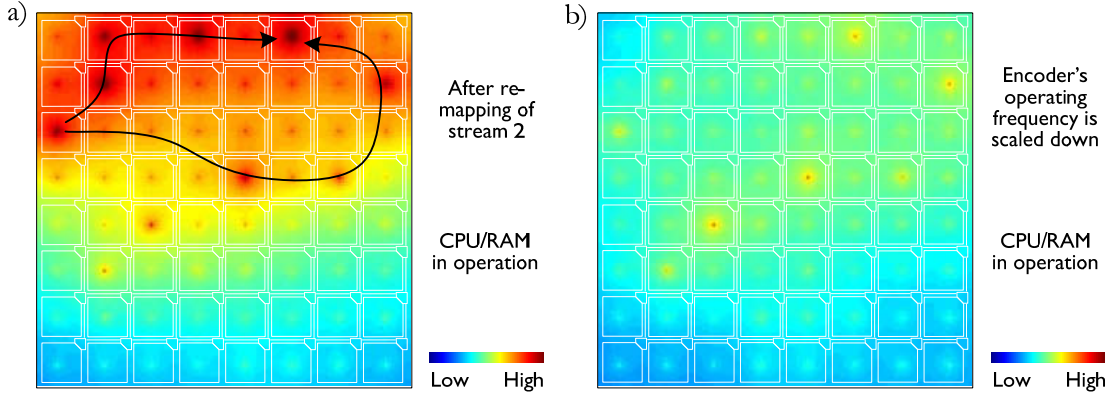 a)
After re-
mapping of
stream 2
CPU/RAM
in operation
Low High
b)
Encoder's
operating
frequency is
scaled down
CPU/RAM
in operation
Low High